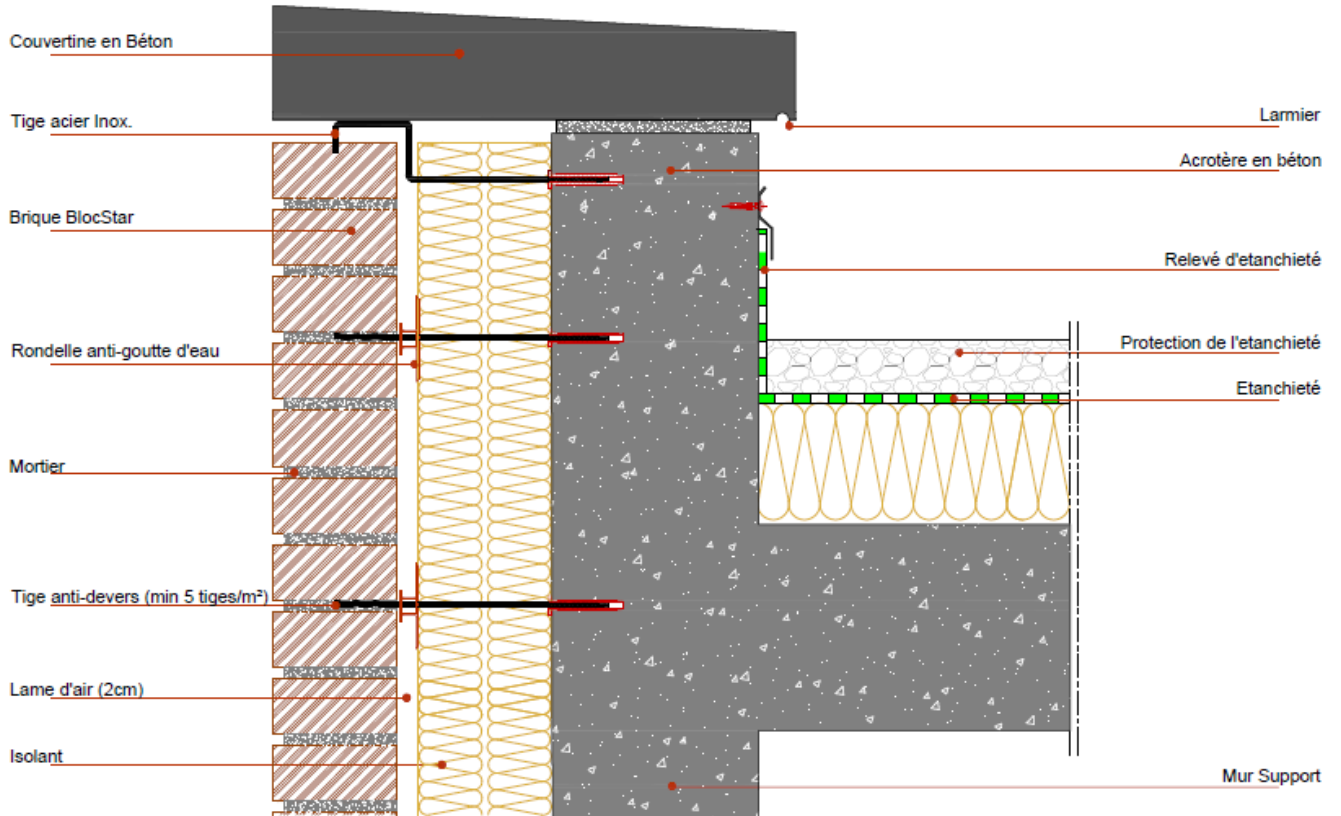 Couvertine en Béton
Tige acier Inox.
Brique BlocStar
Rondelle anti-goutte d'eau
Mortier
Tige anti-devers (min 5 tiges/m²)
Lame d'air (2cm)
Isolant
Larmier
Acrotère en béton
Relevé d'etanchieté
Protection de l'etanchieté
Etanchieté
Mur Support